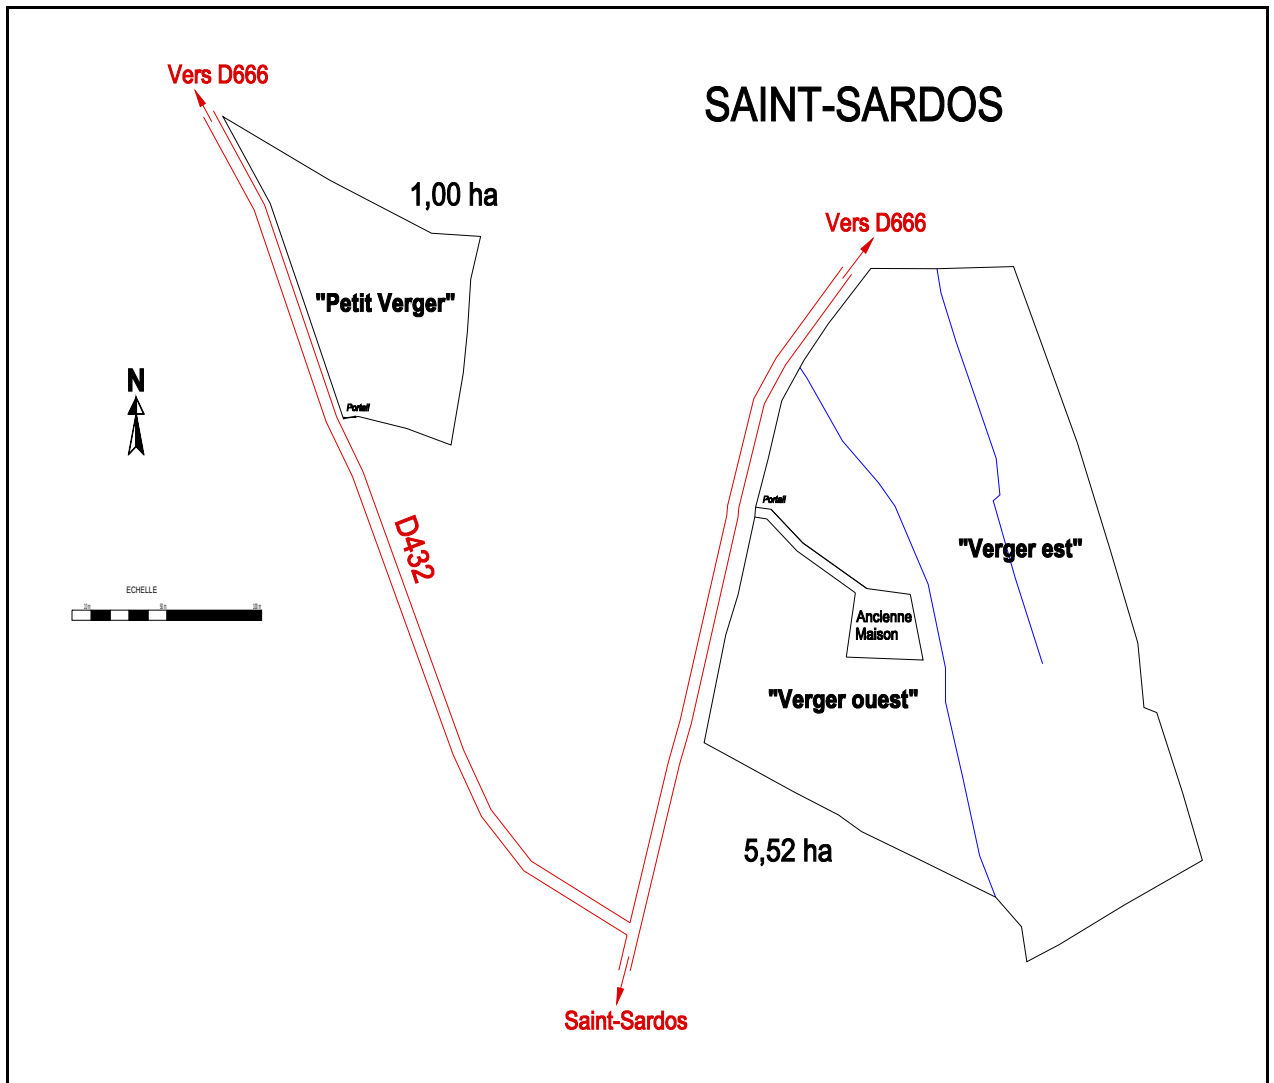 Vers D666
SAINT-SARDOS
1,00 ha
Vers D666
"Petit Verger"
N
Portail
Portail
D432
"Verger est"
ECHELLE
Ancienne
Maison
"Verger ouest"
5,52 ha
Saint-Sardos